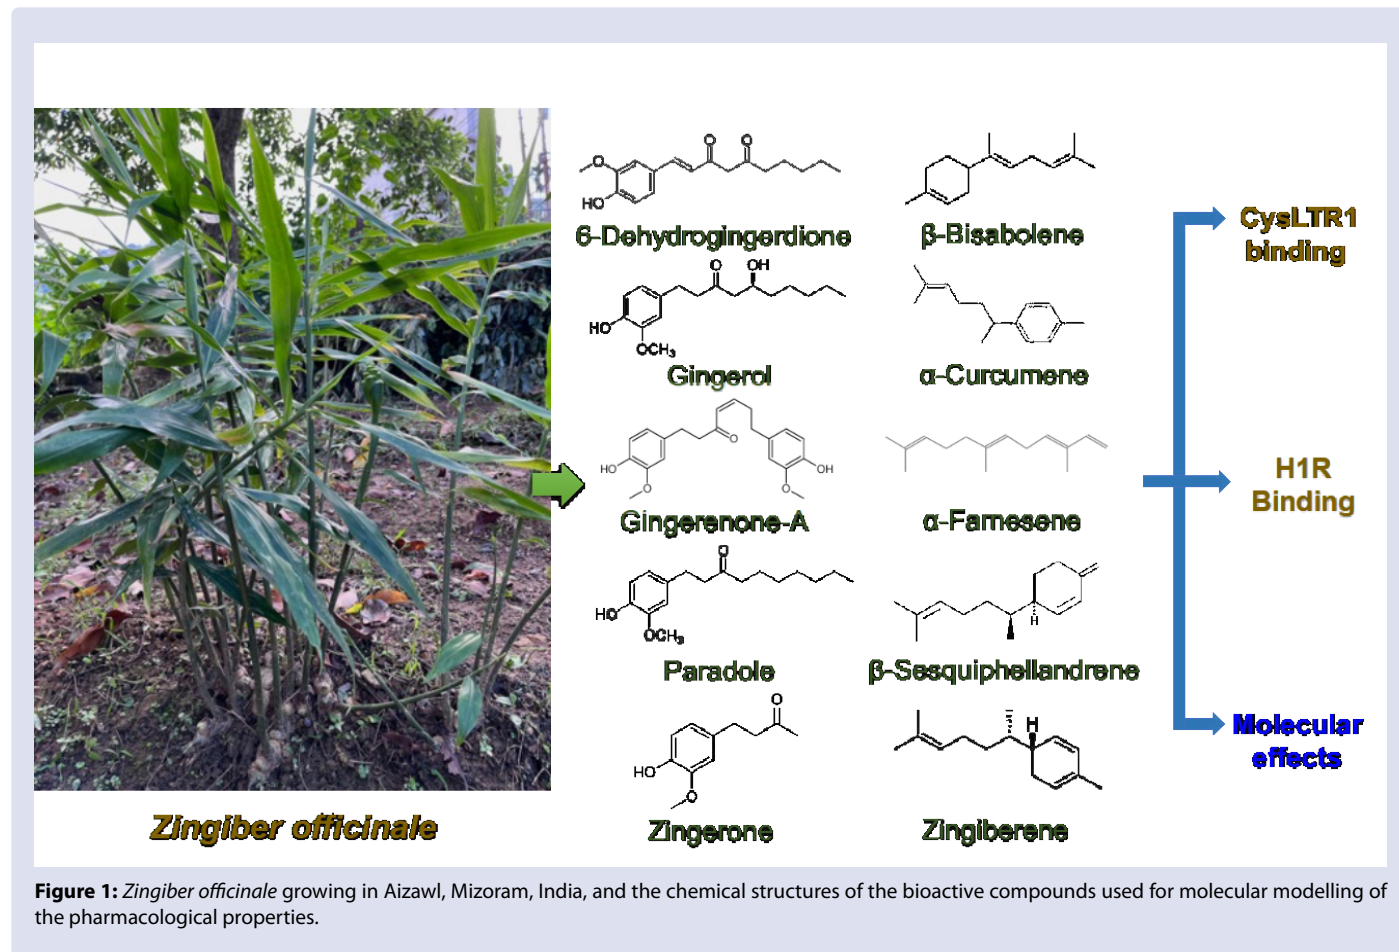 O
O
O
HO
6-Dehydrogingerdione
β-Bisabolene
CysLTR1
binding
O
OH
HO
OCH₃
Gingerol
α-Curcumene
O
HO
O
OH
O
Gingerenone-A
α-Farnesene
H1R
Binding
O
HO
OCH₃
Paradole
H
β-Sesquiphellandrene
O
HO
O
Zingerone
H
Zingiberene
Molecular
effects
Zingiber officinale
Figure 1: Zingiber officinale growing in Aizawl, Mizoram, India, and the chemical structures of the bioactive compounds used for molecular modelling of
the pharmacological properties.